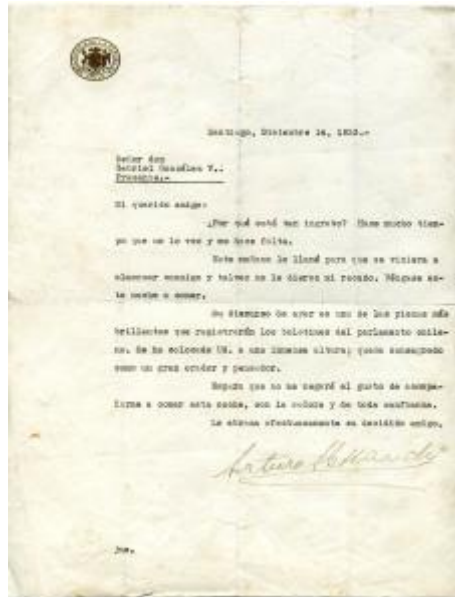 Santiago, Diciembre 14, 1933.-
Señor don
Gabriel González V..
Presente.-
Mi querido amigo:
¿Por qué está tan ingrato? Hace mucho tiem-
po que no lo veo y me hace falta.
Esta mañana le llamé para que se viniera a
almorzar conmigo y talvez no le dieron mi recado. Véngase es-
ta noche a comer.
Su discurso de ayer es una de las piezas más
brillantes que registrarán los boletines del parlamento chile-
no. Se ha colocado Ud. a una inmensa altura; queda consagrado
como un gran orador y pensador.
Espero que no me negará el gusto de acompa-
ñarme a comer esta noche, con la señora y de toda confianza.
Lo abraza afectuosamente su decidido amigo,
Arturo Alessandri